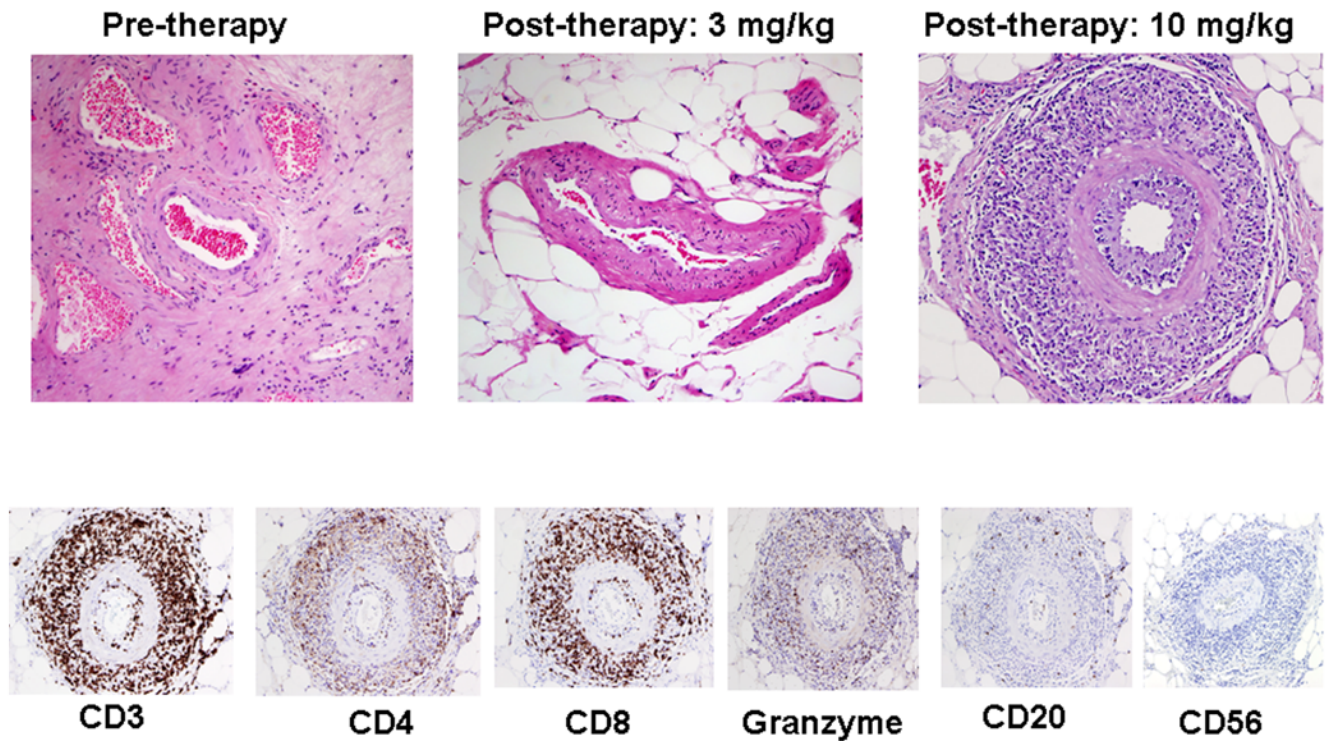 Pre-therapy
Post-therapy: 3 mg/kg
Post-therapy: 10 mg/kg
CD3
CD4
CD8
Granzyme
CD20
CD56